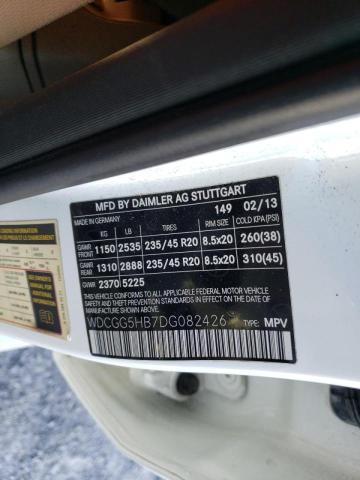 MFD BY DAIMLER AG STUTTGART
MADE IN GERMANY
149 02/13
KG LB TIRES RIM SIZE COLD KPA(PSI)
GAWR FRONT 1150 2535 235/45 R20 8.5x20 260(38)
GAWR REAR 1310 2888 235/45 R20 8.5x20 310(45)
GVWR 2370 5225
THIS VEHICLE CONFORMS TO ALL APPLICABLE
U.S. FEDERAL MOTOR VEHICLE SAFETY STANDARDS
IN EFFECT ON THE DATE OF MANUFACTURE SHOWN
ABOVE.
WDCGG5HB7DG082426 TYPE: MPV